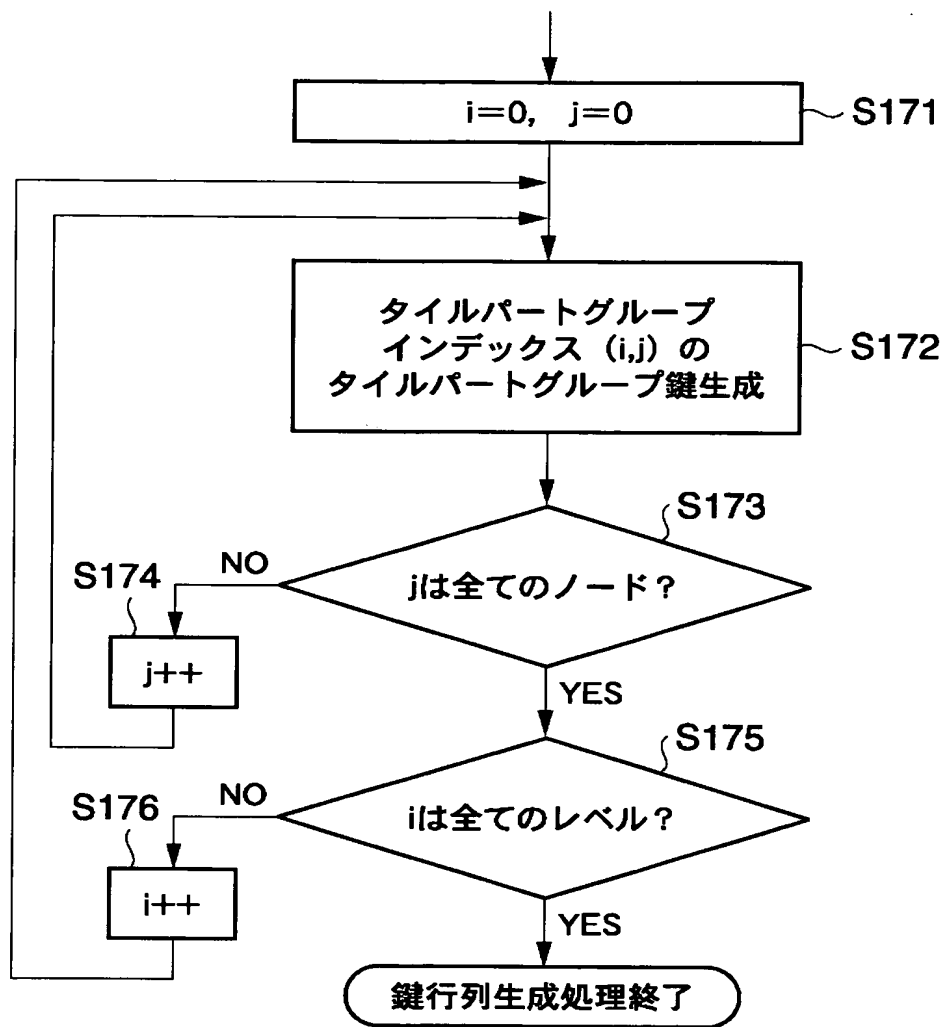 i=0, j=0
S171
タイルパートグループ
インデックス (i,j) の
タイルパートグループ鍵生成
S172
S173
jは全てのノード?
NO
S174
j++
YES
S175
iは全てのレベル?
NO
S176
i++
YES
鍵行列生成処理終了